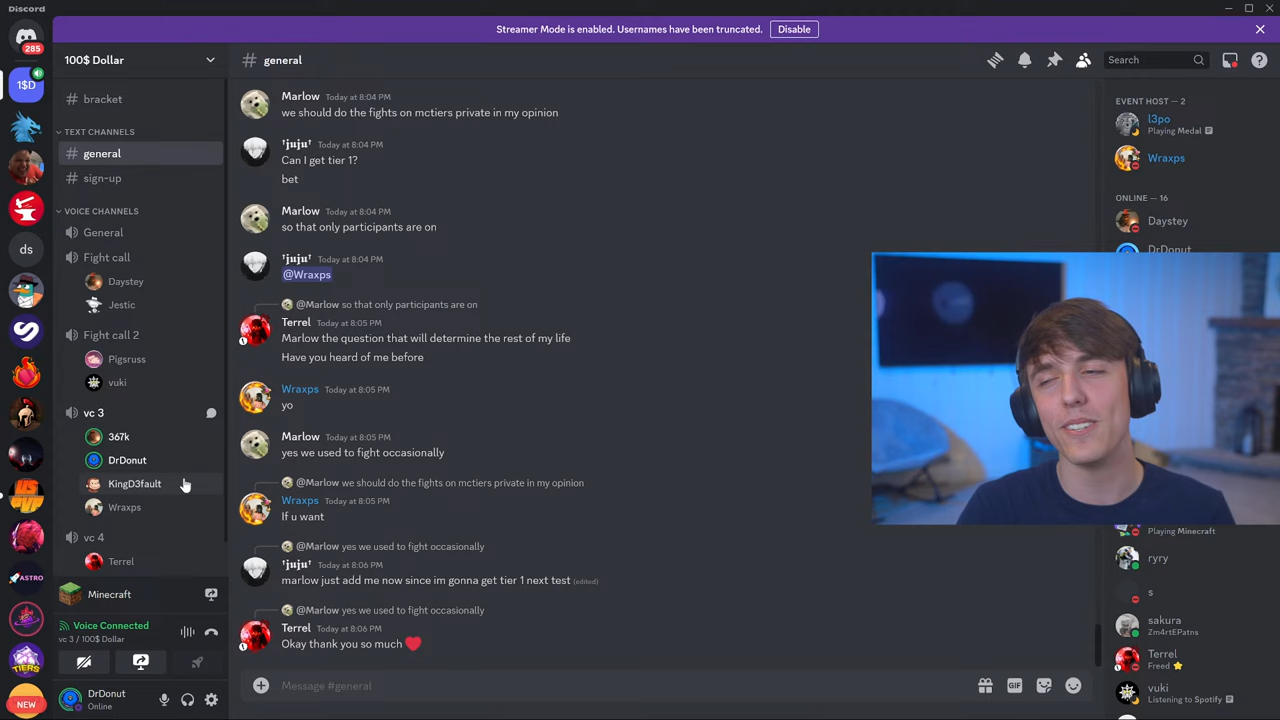 Discord
Streamer Mode is enabled. Usernames have been truncated.
Disable
285
1$D
ds
ASTRO
TIERS
NEW
100$ Dollar
bracket
TEXT CHANNELS
general
sign-up
VOICE CHANNELS
General
Fight call
Daystey
Jestic
Fight call 2
Pigsruss
vuki
vc 3
367k
DrDonut
KingD3fault
Wraxps
vc 4
Terrel
Minecraft
Voice Connected
vc 3 / 100$ Dollar
DrDonut
Online
# general
Search
Marlow Today at 8:04 PM
we should do the fights on mctiers private in my opinion
†𝖏𝖚𝖏𝖚† Today at 8:04 PM
Can I get tier 1?
bet
Marlow Today at 8:04 PM
so that only participants are on
†𝖏𝖚𝖏𝖚† Today at 8:04 PM
@Wraxps
@Marlow so that only participants are on
Terrel Today at 8:05 PM
Marlow the question that will determine the rest of my life
Have you heard of me before
Wraxps Today at 8:05 PM
yo
Marlow Today at 8:05 PM
yes we used to fight occasionally
@Marlow we should do the fights on mctiers private in my opinion
Wraxps Today at 8:05 PM
If u want
@Marlow yes we used to fight occasionally
†𝖏𝖚𝖏𝖚† Today at 8:06 PM
marlow just add me now since im gonna get tier 1 next test (edited)
@Marlow yes we used to fight occasionally
Terrel Today at 8:06 PM
Okay thank you so much ❤️
Message #general
GIF
EVENT HOST — 2
l3po
Playing Medal
Wraxps
ONLINE — 16
Daystey
DrDonut
Playing Minecraft
ryry
s
sakura
Zm4rtEPatns
Terrel
Freed ⭐
vuki
Listening to Spotify